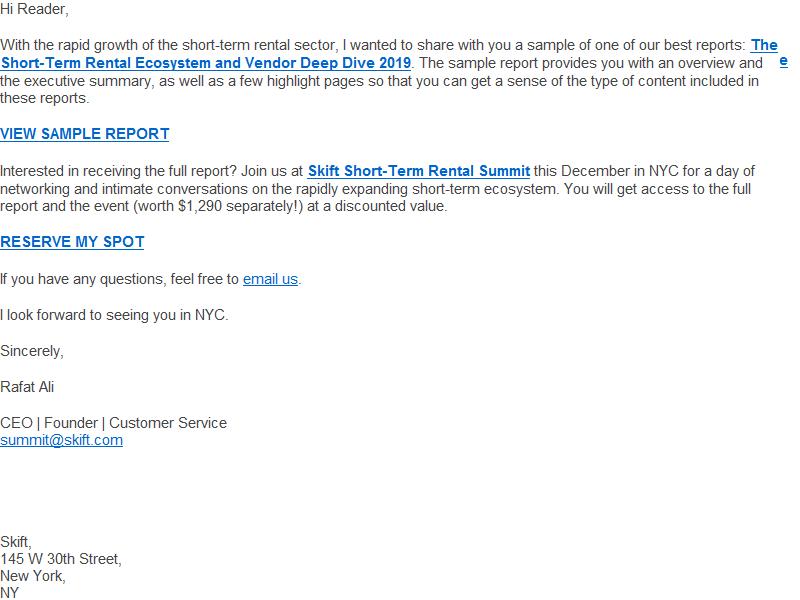 Hi Reader,
With the rapid growth of the short-term rental sector, I wanted to share with you a sample of one of our best reports: The
Short-Term Rental Ecosystem and Vendor Deep Dive 2019. The sample report provides you with an overview and e
the executive summary, as well as a few highlight pages so that you can get a sense of the type of content included in
these reports.
VIEW SAMPLE REPORT
Interested in receiving the full report? Join us at Skift Short-Term Rental Summit this December in NYC for a day of
networking and intimate conversations on the rapidly expanding short-term ecosystem. You will get access to the full
report and the event (worth $1,290 separately!) at a discounted value.
RESERVE MY SPOT
If you have any questions, feel free to email us.
I look forward to seeing you in NYC.
Sincerely,
Rafat Ali
CEO | Founder | Customer Service
summit@skift.com
Skift,
145 W 30th Street,
New York,
NY